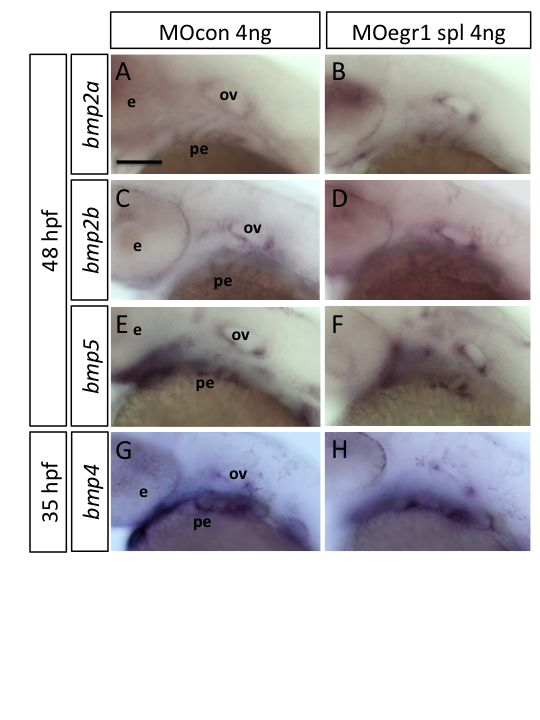 MOcon 4ng
MOegr1 spl 4ng
48 hpf
bmp2a
A
e
ov
pe
B
bmp2b
C
e
ov
pe
D
bmp5
E
e
ov
pe
F
35 hpf
bmp4
G
e
ov
pe
H